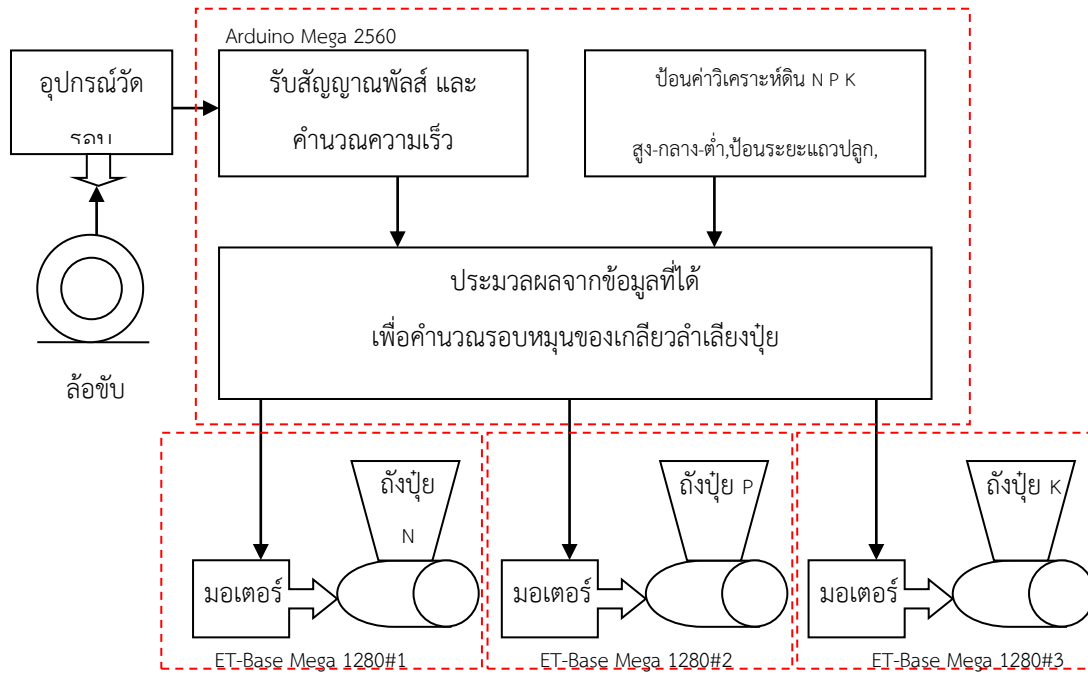 Arduino Mega 2560
อุปกรณ์วัด
รอบ
รับสัญญาณพัลส์ และ
คำนวณความเร็ว
ป้อนค่าวิเคราะห์ดิน N P K
สูง-กลาง-ต่ำ,ป้อนระยะแถวปลูก,
ประมวลผลจากข้อมูลที่ได้
เพื่อคำนวณรอบหมุนของเกลียวลำเลียงปุ๋ย
ล้อขับ
ถังปุ๋ย
N
มอเตอร์
ET-Base Mega 1280#1
ถังปุ๋ย P
มอเตอร์
ET-Base Mega 1280#2
ถังปุ๋ย K
มอเตอร์
ET-Base Mega 1280#3